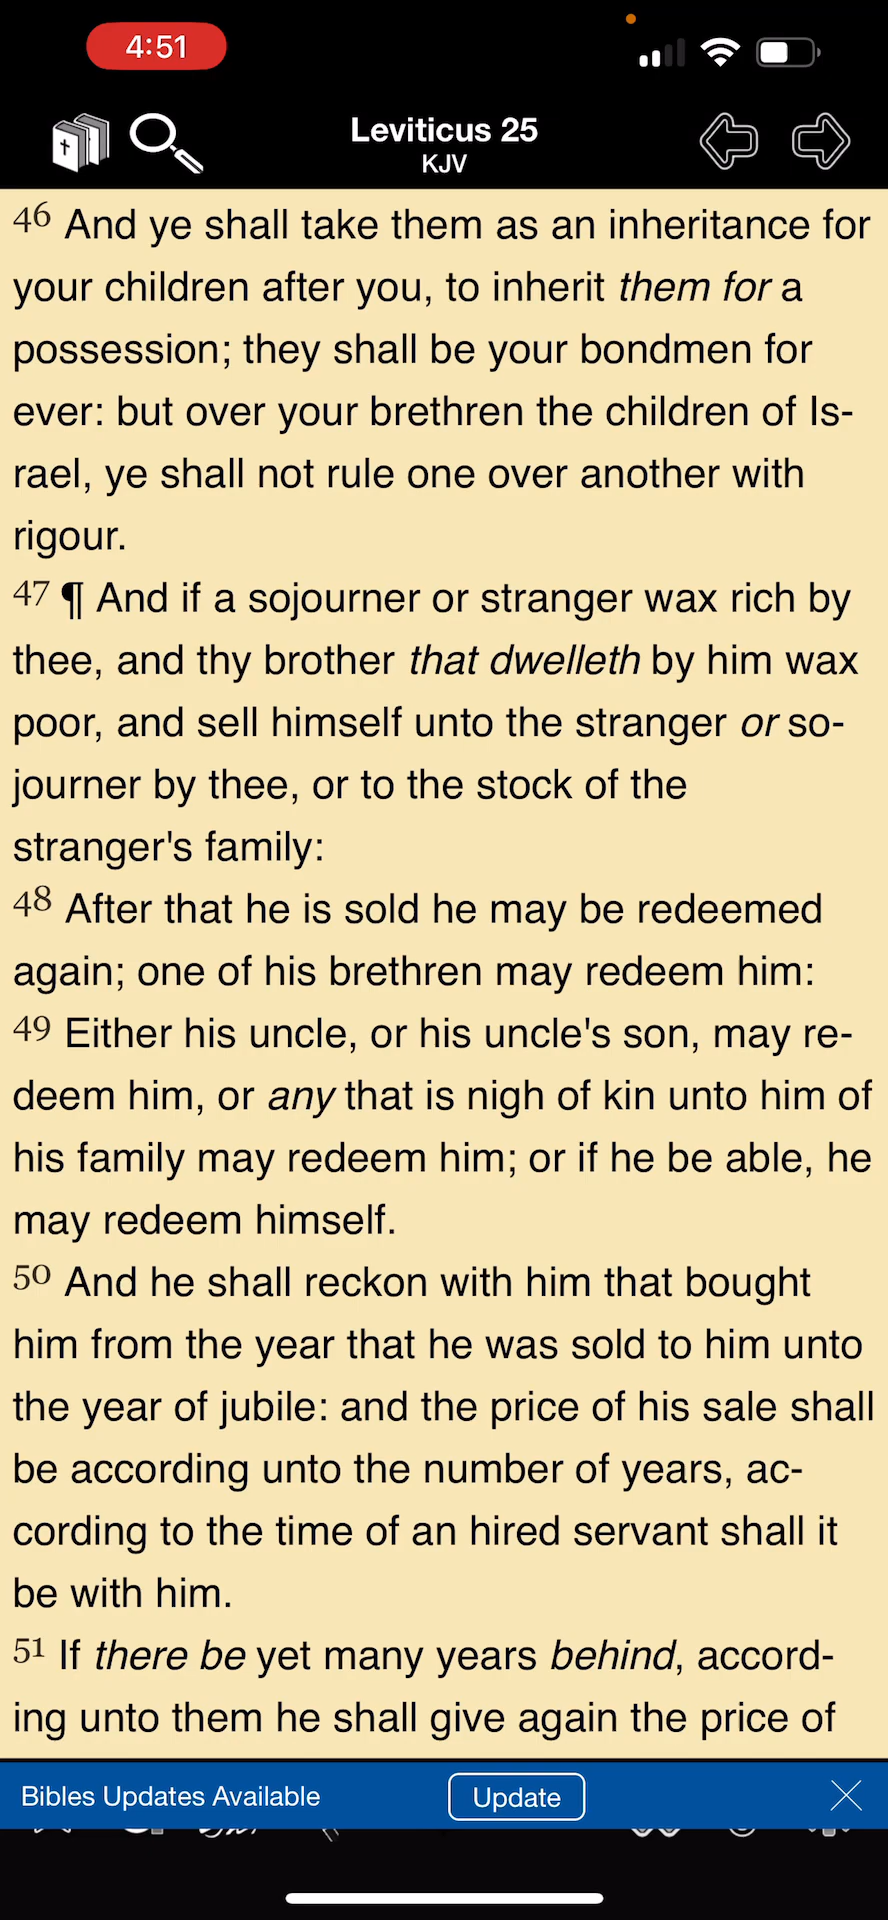 4:51
Leviticus 25
KJV
46 And ye shall take them as an inheritance for
your children after you, to inherit them for a
possession; they shall be your bondmen for
ever: but over your brethren the children of Is-
rael, ye shall not rule one over another with
rigour.
47 ¶ And if a sojourner or stranger wax rich by
thee, and thy brother that dwelleth by him wax
poor, and sell himself unto the stranger or so-
journer by thee, or to the stock of the
stranger's family:
48 After that he is sold he may be redeemed
again; one of his brethren may redeem him:
49 Either his uncle, or his uncle's son, may re-
deem him, or any that is nigh of kin unto him of
his family may redeem him; or if he be able, he
may redeem himself.
50 And he shall reckon with him that bought
him from the year that he was sold to him unto
the year of jubile: and the price of his sale shall
be according unto the number of years, ac-
cording to the time of an hired servant shall it
be with him.
51 If there be yet many years behind, accord-
ing unto them he shall give again the price of
Bibles Updates Available
Update